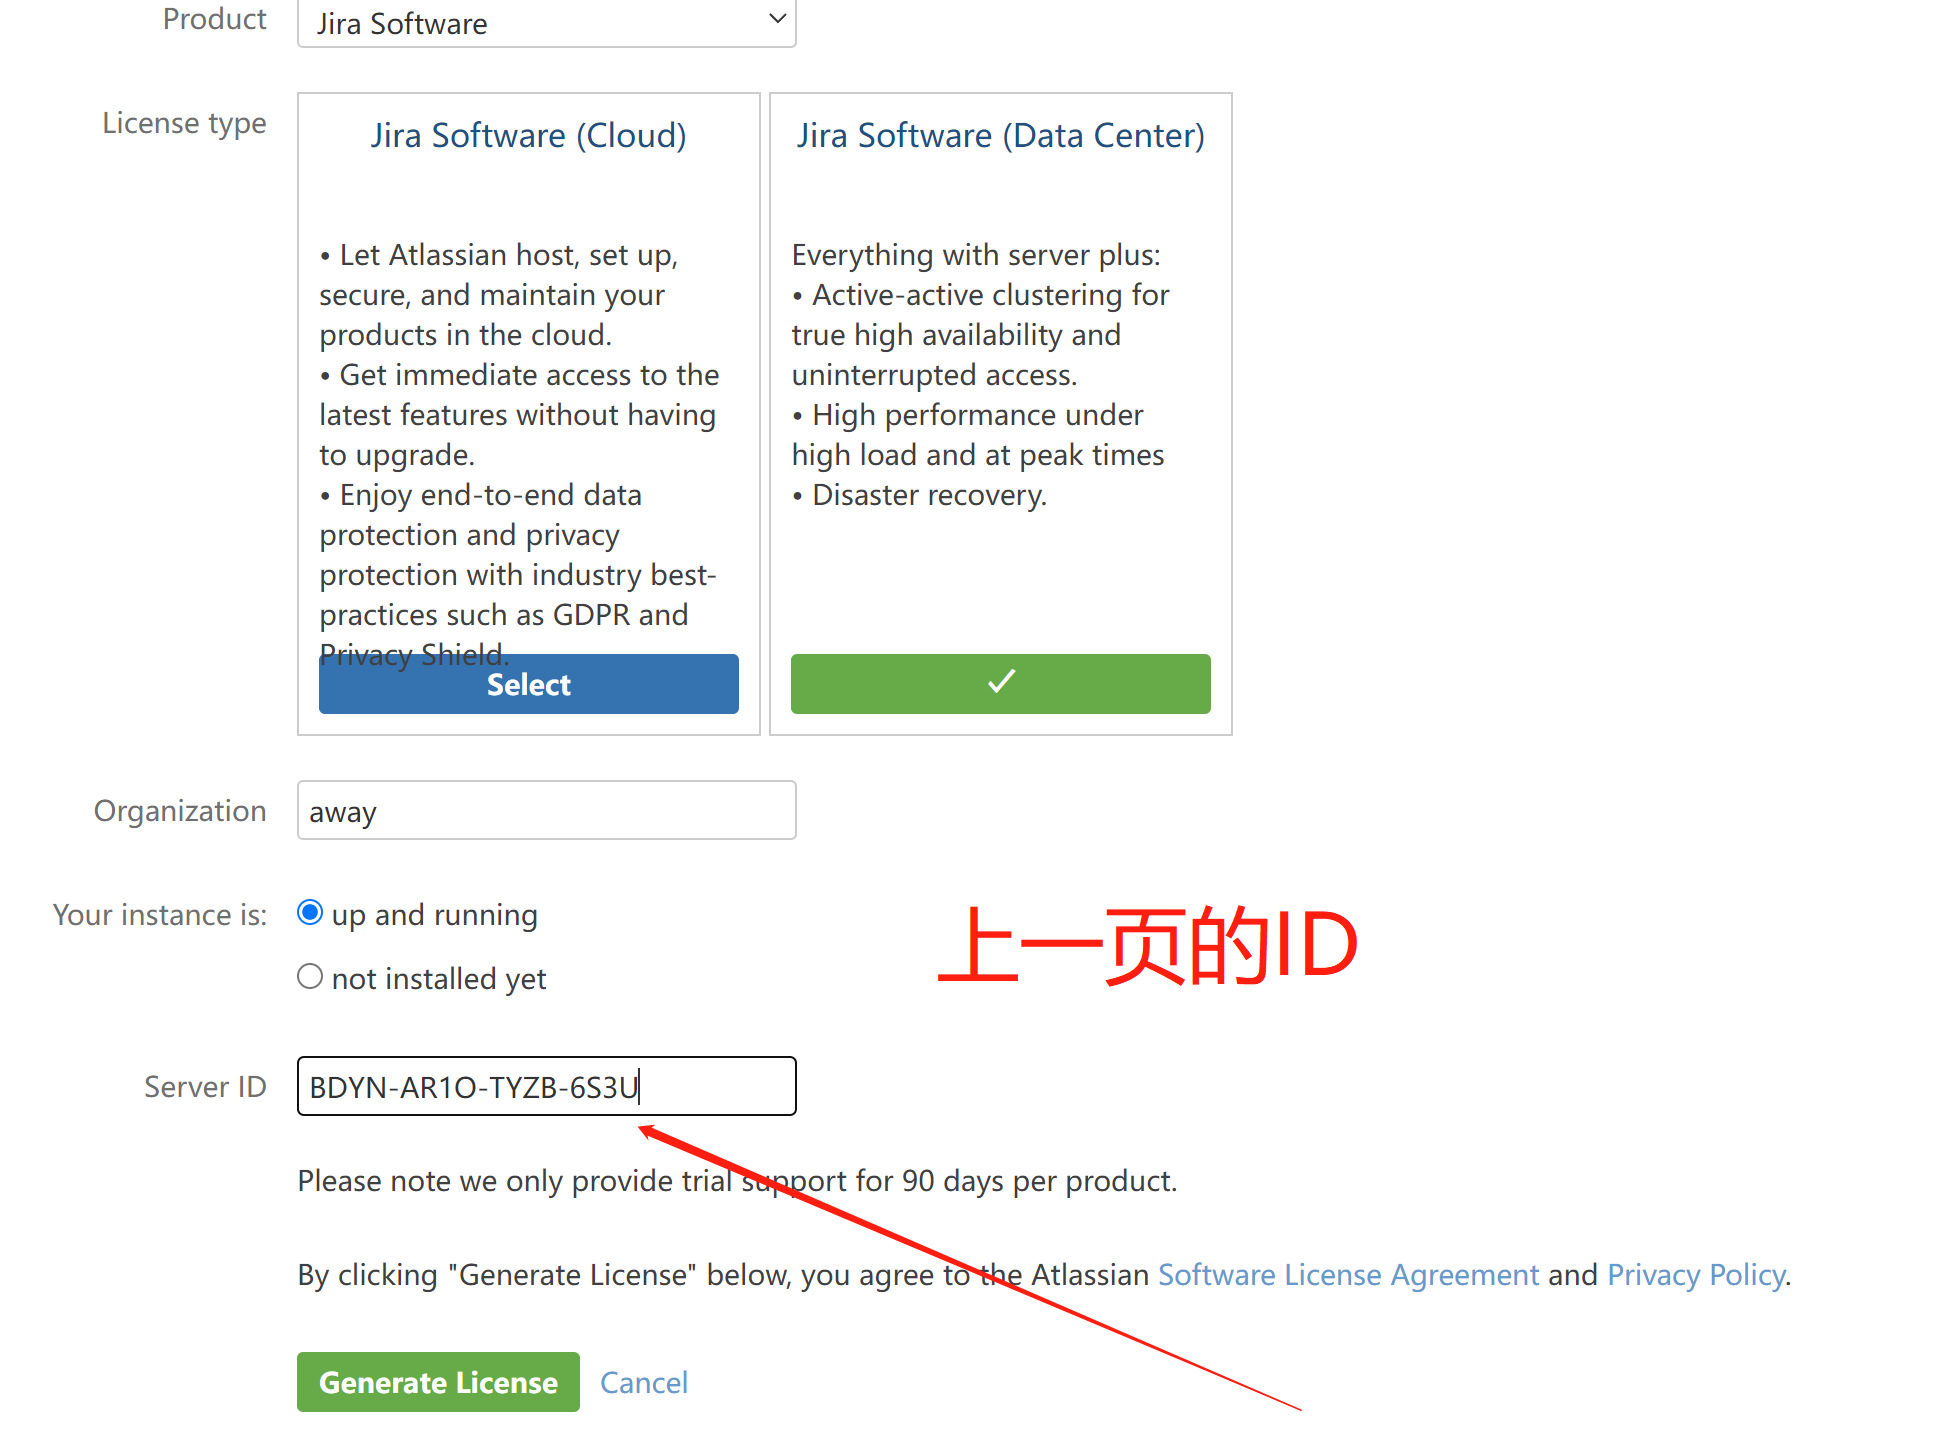 Product
Jira Software
License type
Jira Software (Cloud)
• Let Atlassian host, set up,
secure, and maintain your
products in the cloud.
• Get immediate access to the
latest features without having
to upgrade.
• Enjoy end-to-end data
protection and privacy
protection with industry best-
practices such as GDPR and
Privacy Shield.
Select
Jira Software (Data Center)
Everything with server plus:
• Active-active clustering for
true high availability and
uninterrupted access.
• High performance under
high load and at peak times
• Disaster recovery.
Organization
away
Your instance is:
up and running
not installed yet
上一页的ID
Server ID
BDYN-AR1O-TYZB-6S3U
Please note we only provide trial support for 90 days per product.
By clicking "Generate License" below, you agree to the Atlassian Software License Agreement and Privacy Policy.
Generate License
Cancel